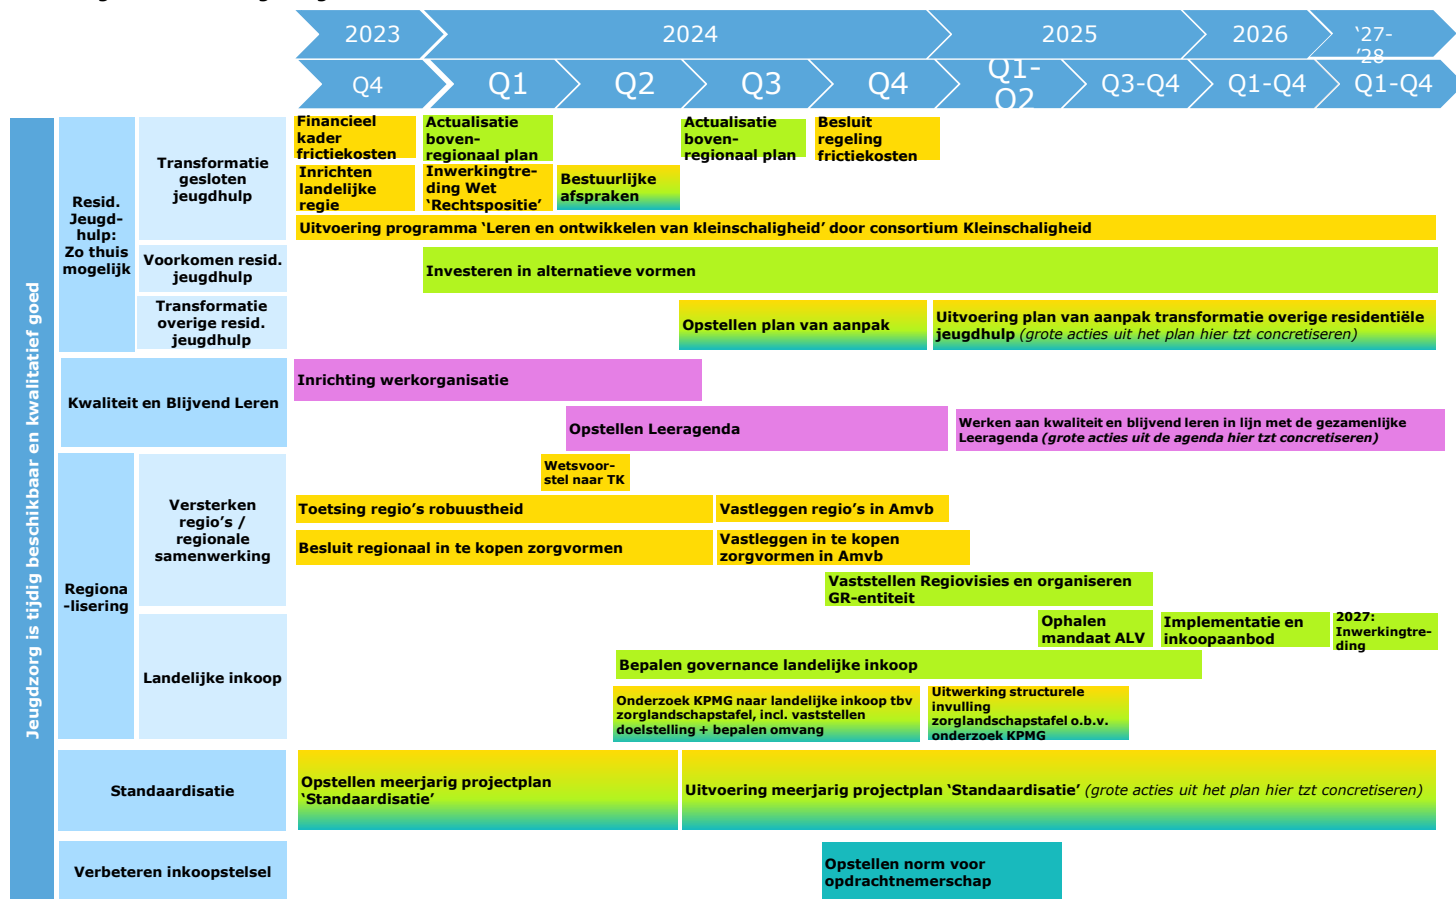 2023
2024
2025
2026
‘27-
’28
Q4
Q1
Q2
Q3
Q4
Q1-
Q2
Q3-Q4
Q1-Q4
Q1-Q4
Jeugdzorg is tijdig beschikbaar en kwalitatief goed
Resid.
Jeugd-
hulp:
Zo thuis
mogelijk
Transformatie
gesloten
jeugdhulp
Financieel
kader
frictiekosten
Actualisatie
boven-
regionaal plan
Actualisatie
boven-
regionaal plan
Besluit
regeling
frictiekosten
Inrichten
landelijke
regie
Inwerkingtre-
ding Wet
‘Rechtspositie’
Bestuurlijke
afspraken
Uitvoering programma ‘Leren en ontwikkelen van kleinschaligheid’ door consortium Kleinschaligheid
Voorkomen resid.
jeugdhulp
Investeren in alternatieve vormen
Transformatie
overige resid.
jeugdhulp
Opstellen plan van aanpak
Uitvoering plan van aanpak transformatie overige residentiële
jeugdhulp (grote acties uit het plan hier tzt concretiseren)
Kwaliteit en Blijvend Leren
Inrichting werkorganisatie
Opstellen Leeragenda
Werken aan kwaliteit en blijvend leren in lijn met de gezamenlijke
Leeragenda (grote acties uit de agenda hier tzt concretiseren)
Regiona
-lisering
Versterken
regio’s /
regionale
samenwerking
Wetsvoor-
stel naar TK
Toetsing regio’s robuustheid
Vastleggen regio’s in Amvb
Besluit regionaal in te kopen zorgvormen
Vastleggen in te kopen
zorgvormen in Amvb
Vaststellen Regiovisies en organiseren
GR-entiteit
Landelijke inkoop
Ophalen
mandaat ALV
Implementatie en
inkoopaanbod
2027:
Inwerkingtre-
ding
Bepalen governance landelijke inkoop
Onderzoek KPMG naar landelijke inkoop tbv
zorglandschapstafel, incl. vaststellen
doelstelling + bepalen omvang
Uitwerking structurele
invulling
zorglandschapstafel o.b.v.
onderzoek KPMG
Standaardisatie
Opstellen meerjarig projectplan
‘Standaardisatie’
Uitvoering meerjarig projectplan ‘Standaardisatie’ (grote acties uit het plan hier tzt concretiseren)
Verbeteren inkoopstelsel
Opstellen norm voor
opdrachtnemerschap